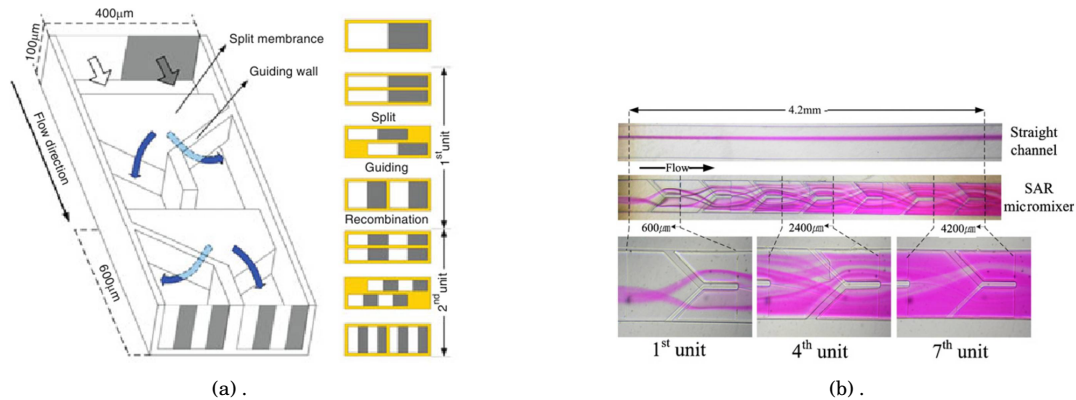 400μm
100μm
Split membrance
Guiding wall
Flow direction
600μm
Split
Guiding
Recombination
1st unit
2nd unit
(a) .
4.2mm
Straight
channel
Flow
SAR
micromixer
600μm
2400μm
4200μm
1st unit
4th unit
7th unit
(b) .